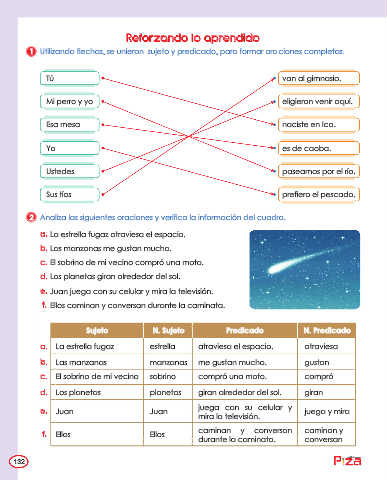 Reforzando lo aprendido
1 Utilizando flechas, se unieron sujeto y predicado, para formar oraciones completas.
Tú
van al gimnasio.
Mi perro y yo
eligieron venir aquí.
Esa mesa
naciste en Ica.
Yo
es de caoba.
Ustedes
paseamos por el río.
Sus tíos
prefiero el pescado.
2 Analiza las siguientes oraciones y verifica la información del cuadro.
a. La estrella fugaz atraviesa el espacio.
b. Las manzanas me gustan mucho.
c. El sobrino de mi vecino compró una moto.
d. Los planetas giran alrededor del sol.
e. Juan juega con su celular y mira la televisión.
f. Ellos caminan y conversan durante la caminata.
Sujeto N. Sujeto Predicado N. Predicado
a. La estrella fugaz estrella atraviesa el espacio. atraviesa
b. Las manzanas manzanas me gustan mucho. gustan
c. El sobrino de mi vecino sobrino compró una moto. compró
d. Los planetas planetas giran alrededor del sol. giran
e. Juan Juan juega con su celular y mira la televisión. juega y mira
f. Ellos Ellos caminan y conversan durante la caminata. caminan y conversan
132
Pizza